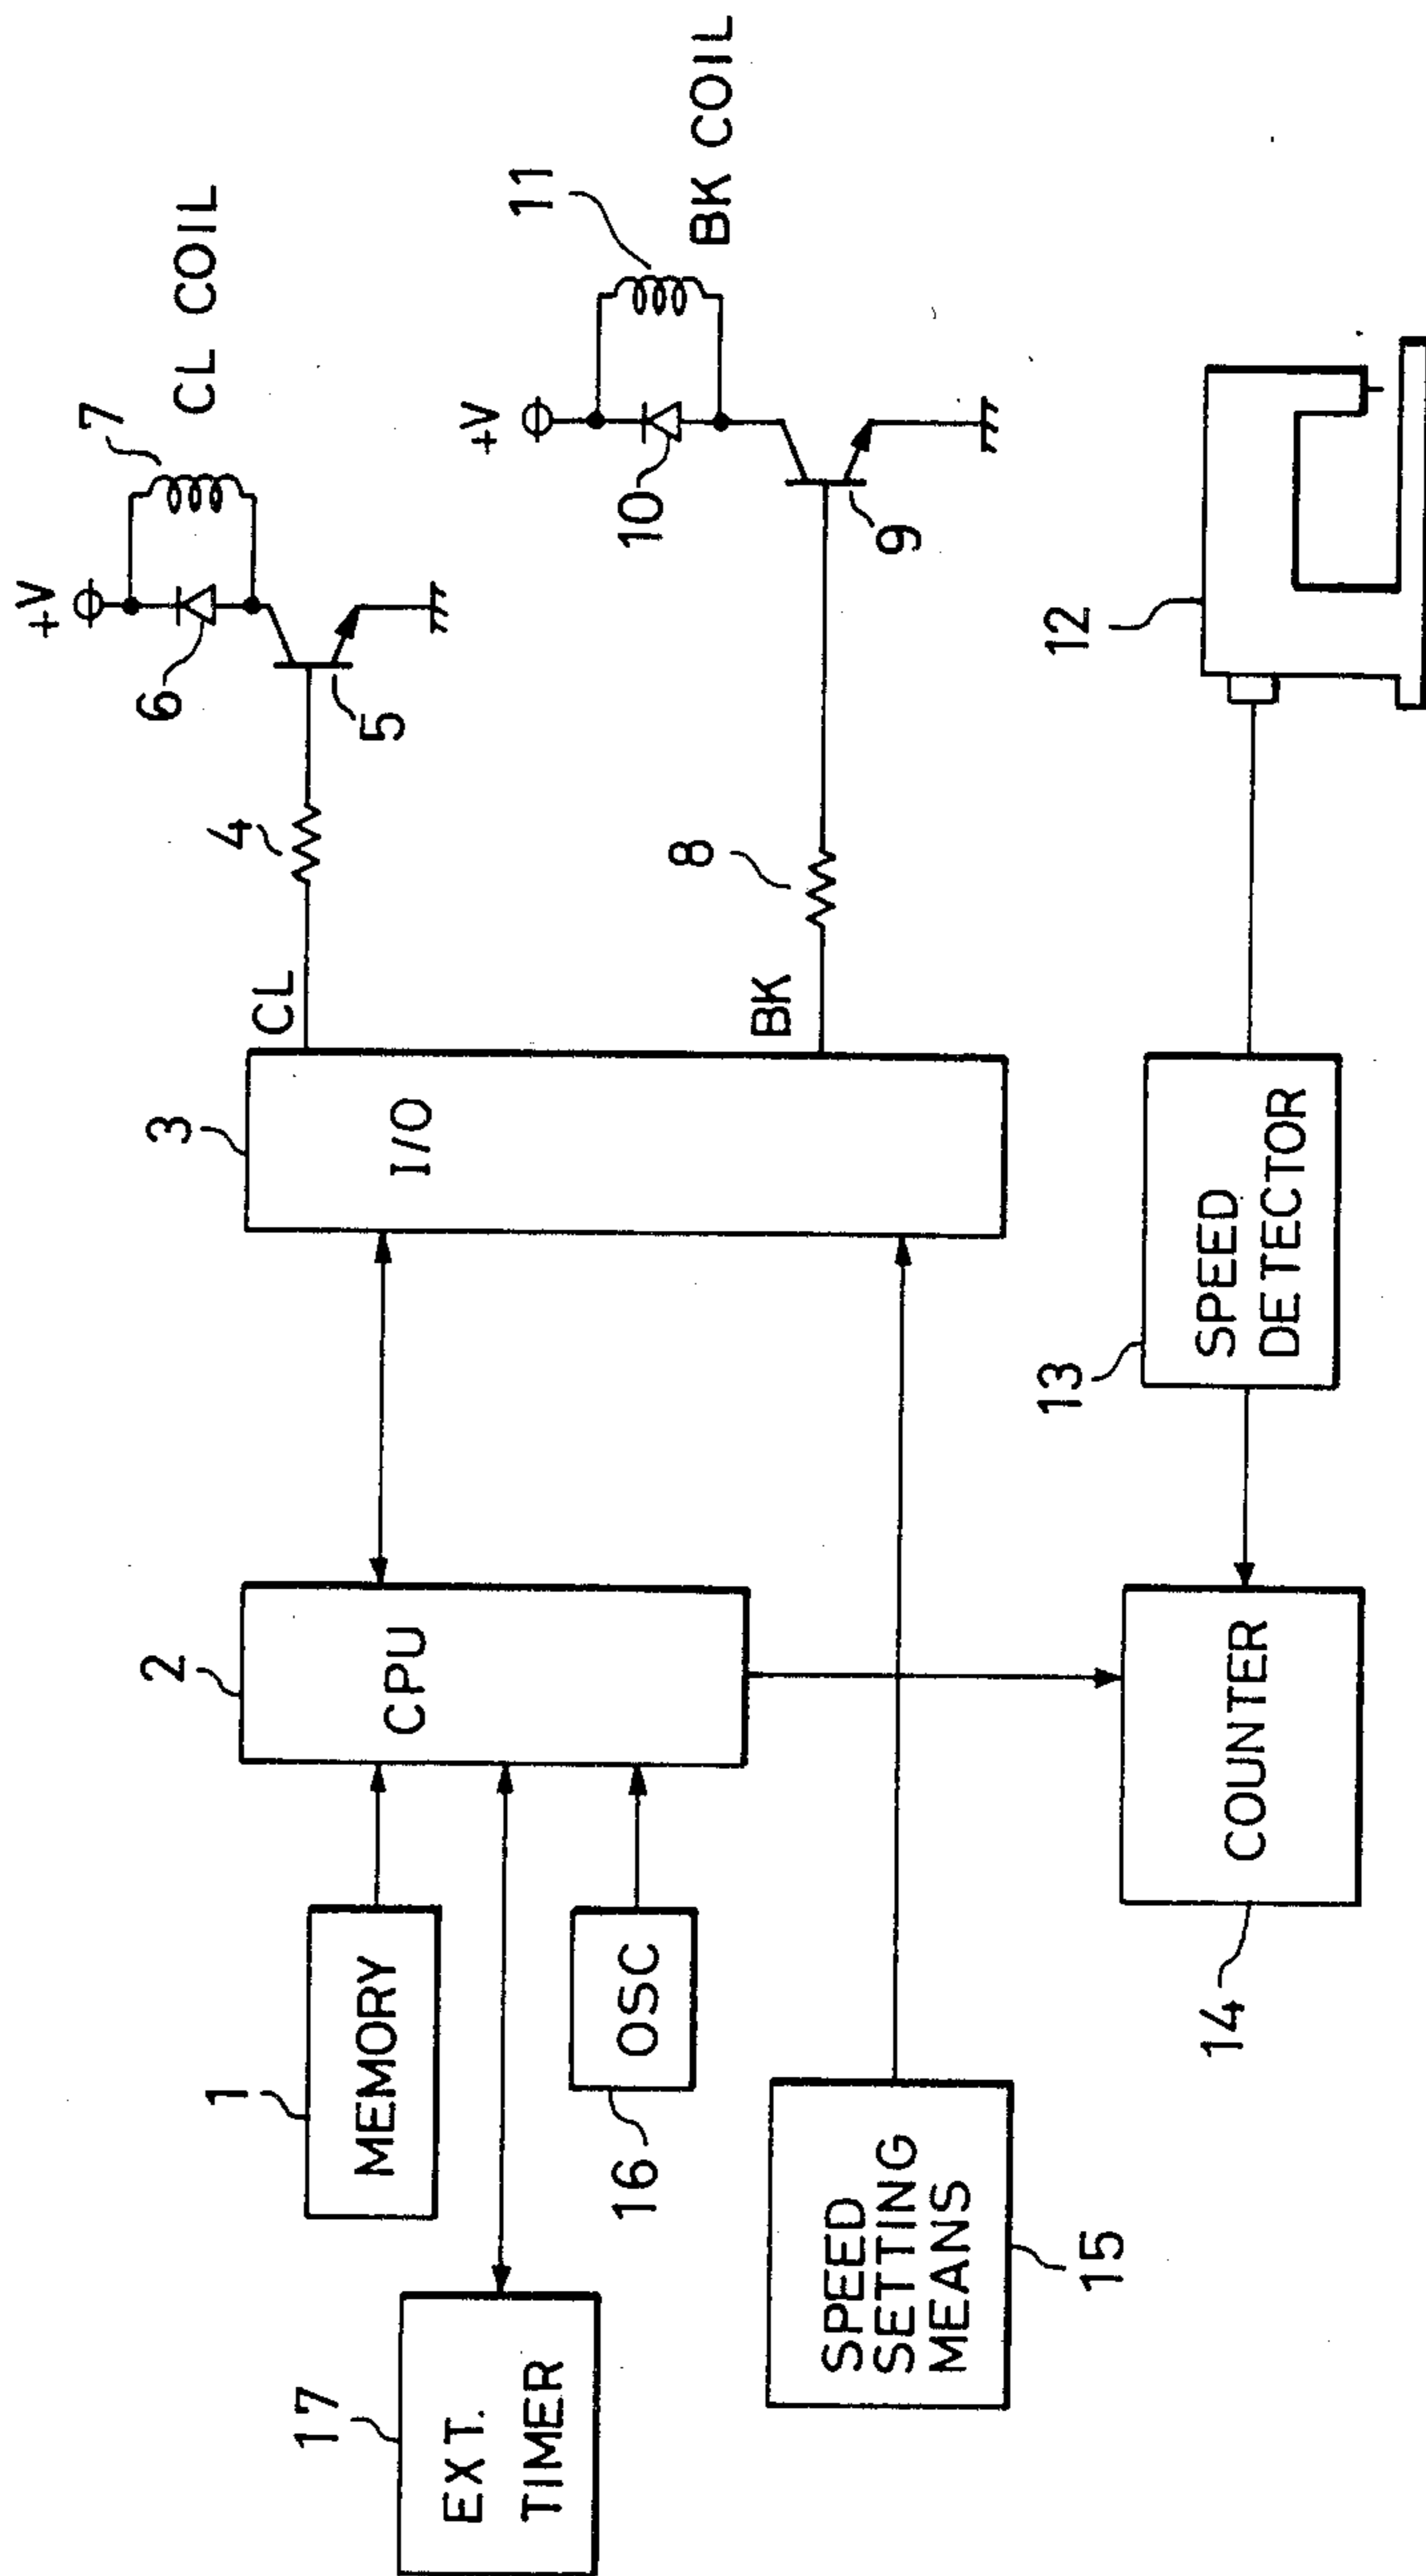 17
EXT.
TIMER
1
MEMORY
2
CPU
16
OSC
3
I/O
CL
BK
4
5
6
7
+V
CL COIL
8
9
10
11
+V
BK COIL
15
SPEED
SETTING
MEANS
14
COUNTER
13
SPEED
DETECTOR
12